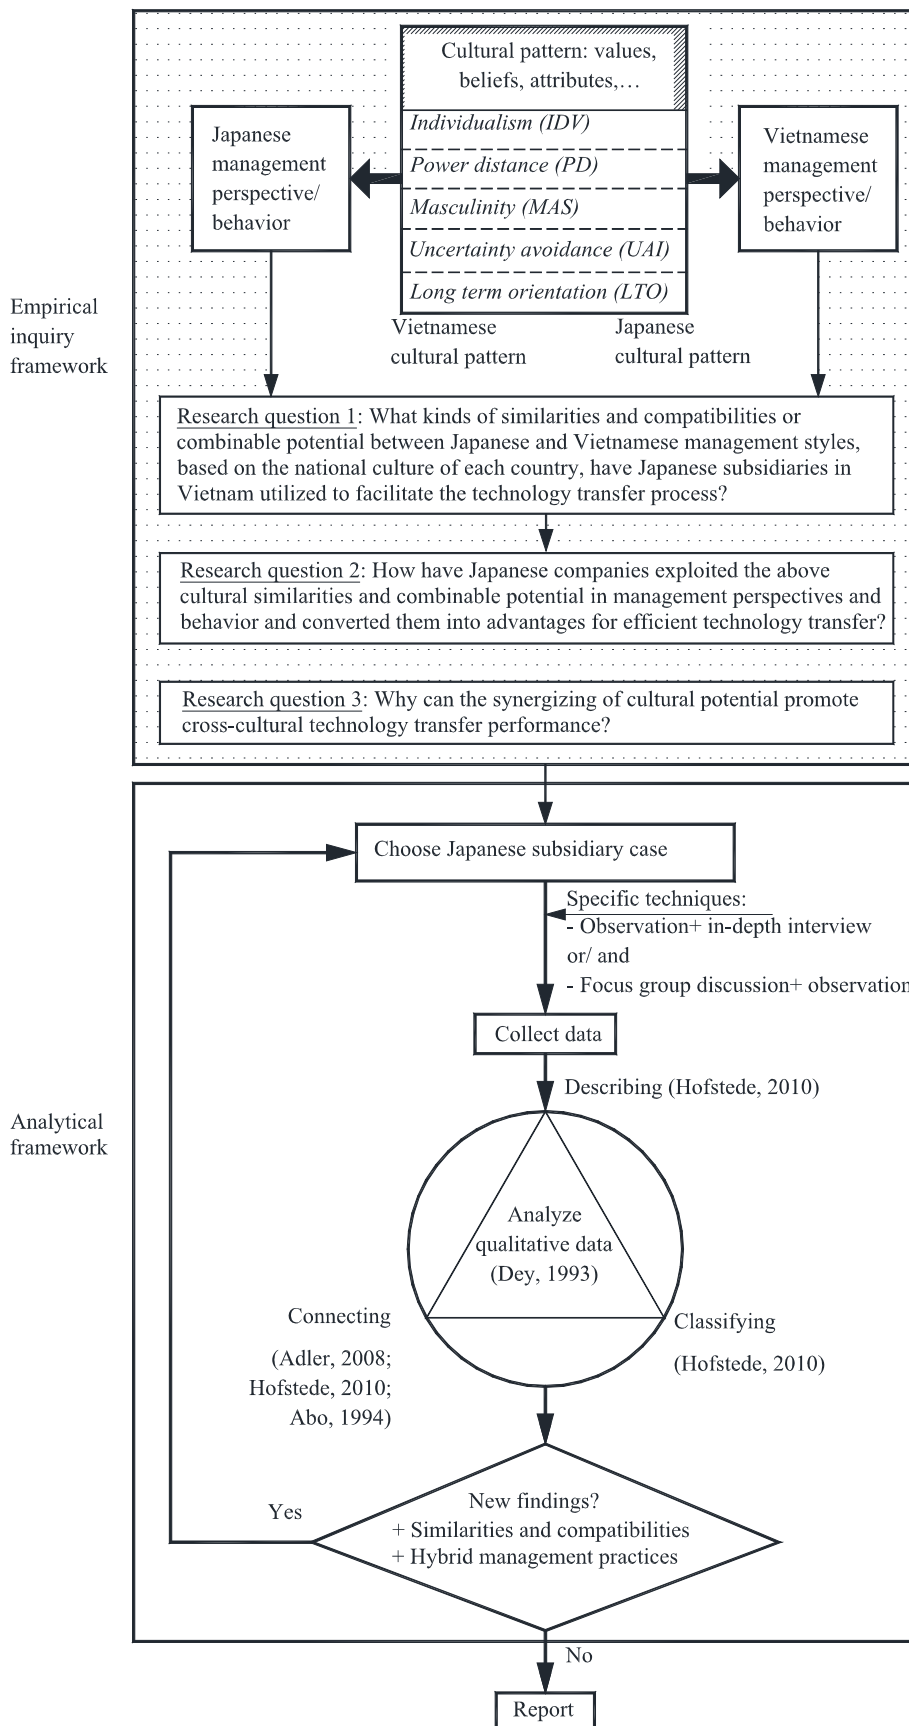 Cultural pattern: values,
beliefs, attributes,…
Individualism (IDV)
Power distance (PD)
Masculinity (MAS)
Uncertainty avoidance (UAI)
Long term orientation (LTO)
Japanese
management
perspective/
behavior
Vietnamese
management
perspective/
behavior
Vietnamese
cultural pattern
Japanese
cultural pattern
Empirical
inquiry
framework
Research question 1: What kinds of similarities and compatibilities or
combinable potential between Japanese and Vietnamese management styles,
based on the national culture of each country, have Japanese subsidiaries in
Vietnam utilized to facilitate the technology transfer process?
Research question 2: How have Japanese companies exploited the above
cultural similarities and combinable potential in management perspectives and
behavior and converted them into advantages for efficient technology transfer?
Research question 3: Why can the synergizing of cultural potential promote
cross-cultural technology transfer performance?
Choose Japanese subsidiary case
Specific techniques:
- Observation+ in-depth interview
or/ and
- Focus group discussion+ observation
Collect data
Describing (Hofstede, 2010)
Analytical
framework
Analyze
qualitative data
(Dey, 1993)
Connecting
(Adler, 2008;
Hofstede, 2010;
Abo, 1994)
Classifying
(Hofstede, 2010)
Yes
New findings?
+ Similarities and compatibilities
+ Hybrid management practices
No
Report